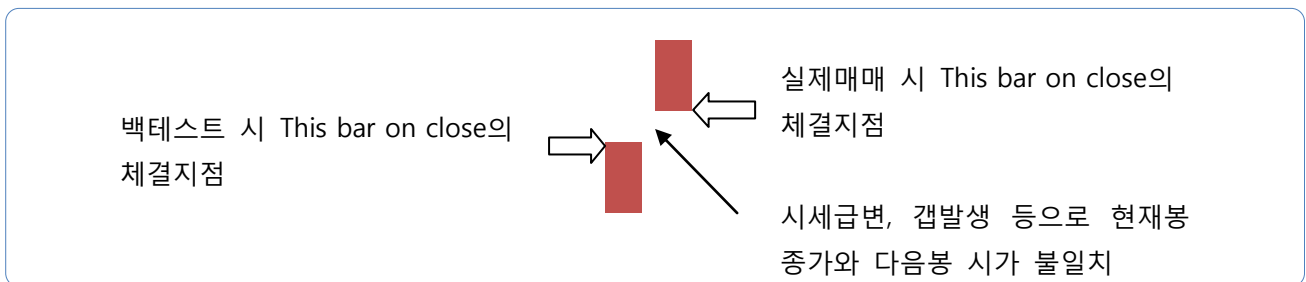 백테스트 시 This bar on close의
체결지점
실제매매 시 This bar on close의
체결지점
시세급변, 갭발생 등으로 현재봉
종가와 다음봉 시가 불일치